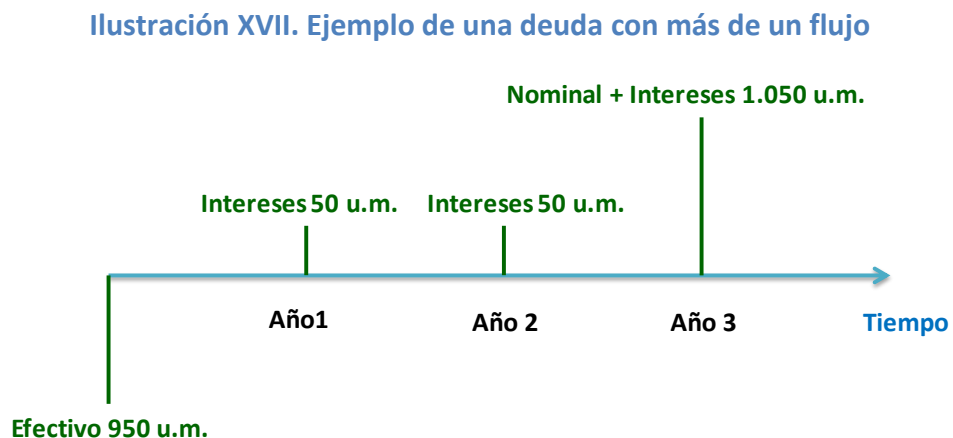 Ilustración XVII. Ejemplo de una deuda con más de un flujo
Nominal + Intereses 1.050 u.m.
Intereses 50 u.m. Intereses 50 u.m.
Año1 Año 2 Año 3 Tiempo
Efectivo 950 u.m.